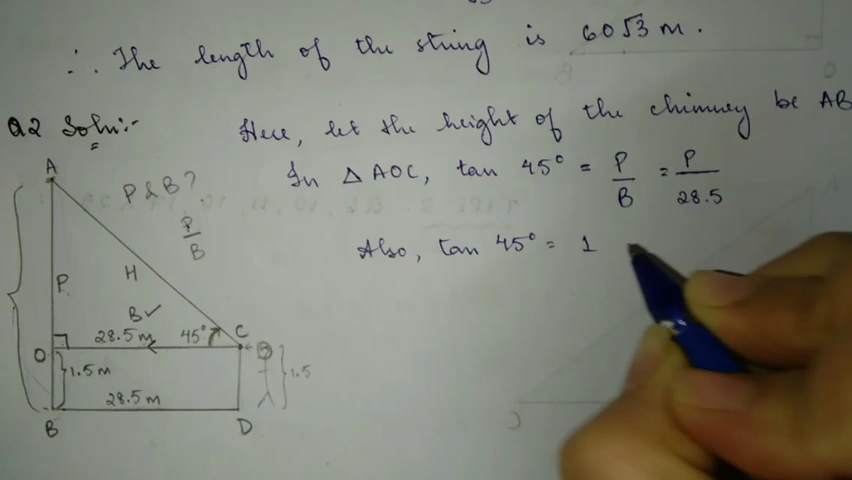 ∴ The length of the string is 60√3 m.
Q2 Soln:- Here, let the height of the chimney be AB
In △AOC, tan 45° = P/B = P/28.5
Also, tan 45° = 1
A
P & B?
P/B
P
H
B✓
28.5 m 45° C
O
1.5 m 1.5
28.5 m
B D